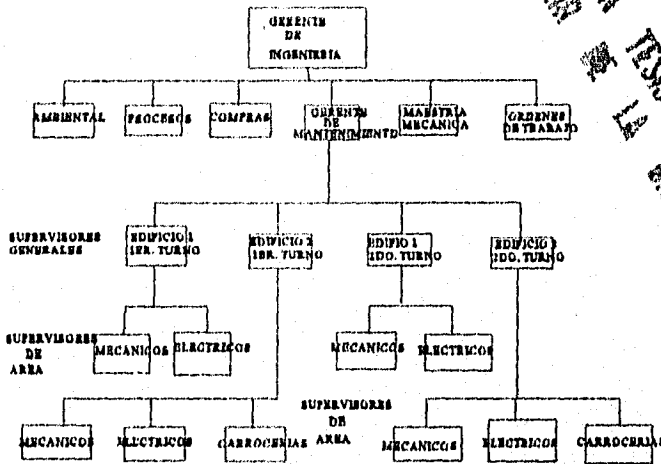 GERENTE
DE
INGENIERIA
AMBIENTAL
PROCESOS
COMPRAS
GERENTE
DE
MANTENIMIENTO
MAESTRIA
MECANICA
ORDENES
DE TRABAJO
SUPERVISORES
GENERALES
EDIFICIO 1
1ER. TURNO
EDIFICIO 2
1ER. TURNO
EDIFIO 1
2DO. TURNO
EDIFICIO
2DO. TURNO
SUPERVISORES
DE
AREA
MECANICOS
ELECTRICOS
MECANICOS
ELECTRICOS
SUPERVISORES
DE
AREA
MECANICOS
ELECTRICOS
CARROCERIAS
MECANICOS
ELECTRICOS
CARROCERIAS